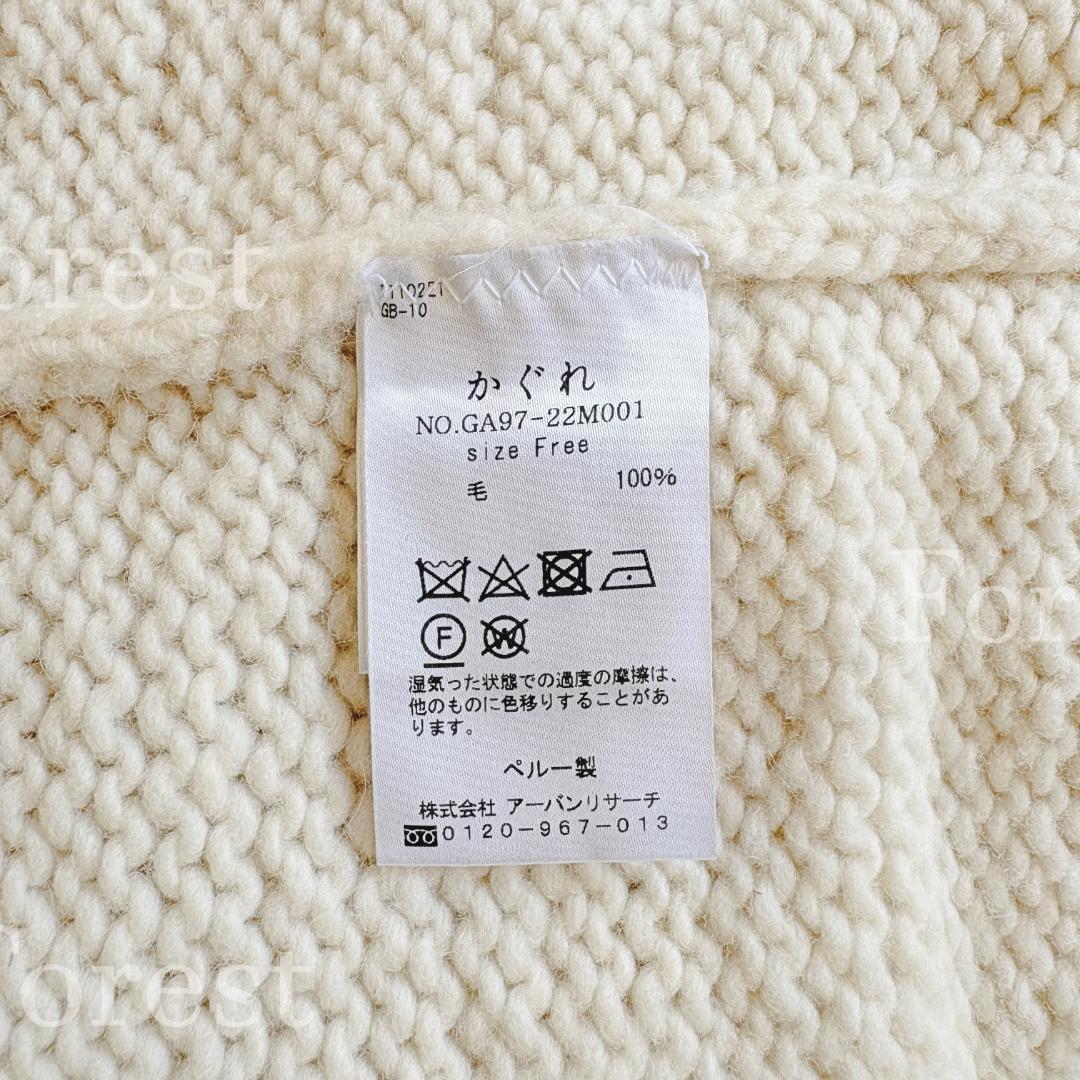 orest
GB-10
かぐれ
NO.GA97-22M001
size Free
毛 100%
F
W
湿気った状態での過度の摩擦は、
他のものに色移りすることがあ
ります。
ペルー製
株式会社 アーバンリサーチ
0120-967-013
For
Forest